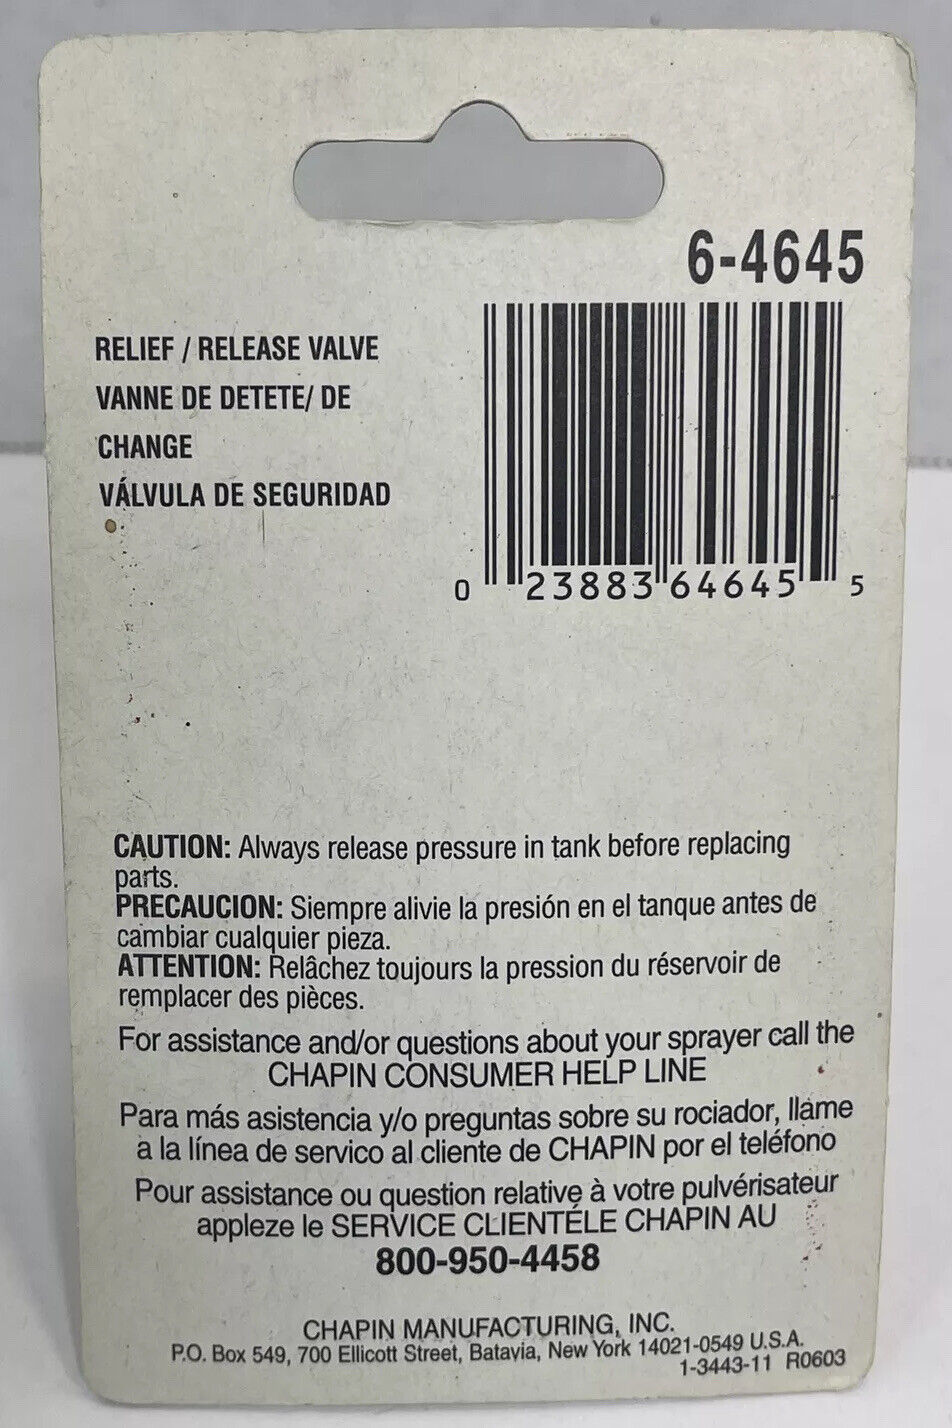 6-4645
RELIEF / RELEASE VALVE
VANNE DE DETETE/ DE
CHANGE
VÁLVULA DE SEGURIDAD
0 23883 64645 5
CAUTION: Always release pressure in tank before replacing
parts.
PRECAUCION: Siempre alivie la presión en el tanque antes de
cambiar cualquier pieza.
ATTENTION: Relâchez toujours la pression du réservoir de
remplacer des pièces.
For assistance and/or questions about your sprayer call the
CHAPIN CONSUMER HELP LINE
Para más asistencia y/o preguntas sobre su rociador, llame
a la línea de servico al cliente de CHAPIN por el teléfono
Pour assistance ou question relative à votre pulvérisateur
appleze le SERVICE CLIENTÉLE CHAPIN AU
800-950-4458
CHAPIN MANUFACTURING, INC.
P.O. Box 549, 700 Ellicott Street, Batavia, New York 14021-0549 U.S.A.
1-3443-11 R0603